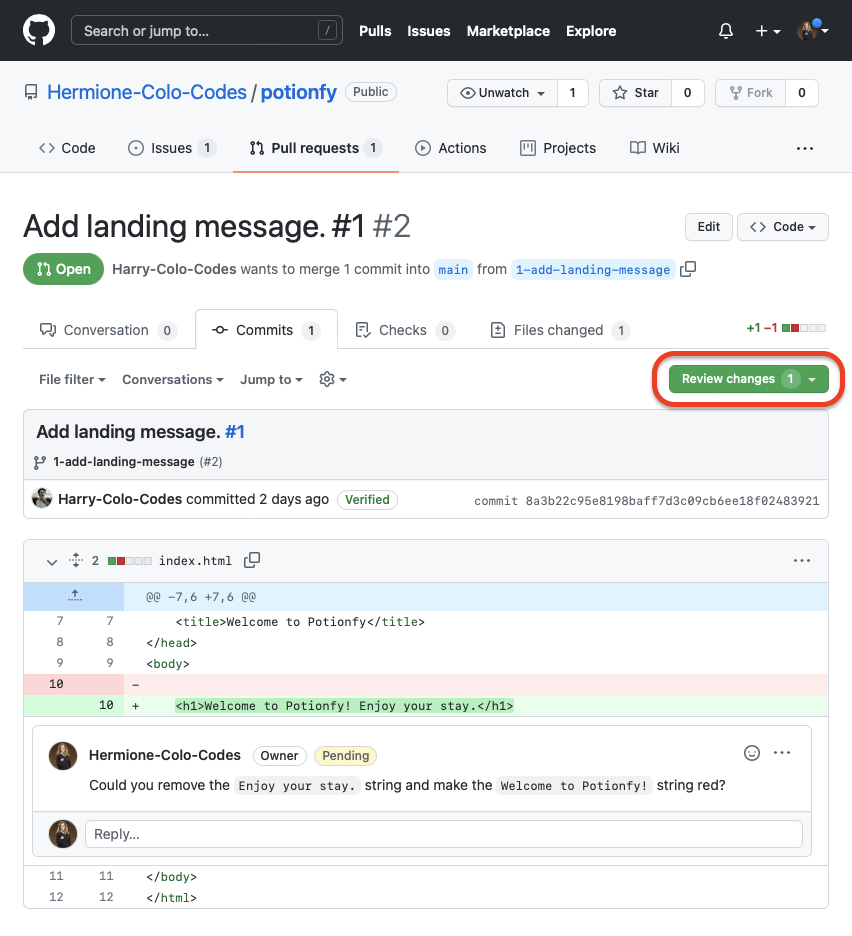 Search or jump to... /
Pulls Issues Marketplace Explore
Hermione-Colo-Codes / potionfy Public
Unwatch 1 Star 0 Fork 0
Code Issues 1 Pull requests 1 Actions Projects Wiki ...
Add landing message. #1 #2
Edit <> Code
Open Harry-Colo-Codes wants to merge 1 commit into main from 1-add-landing-message
Conversation 0 Commits 1 Checks 0 Files changed 1 +1 −1
File filter Conversations Jump to Review changes 1
Add landing message. #1
1-add-landing-message (#2)
Harry-Colo-Codes committed 2 days ago Verified commit 8a3b22c95e8198baff7d3c09cb6ee18f02483921
2 index.html ...
@@ -7,6 +7,6 @@
7 7 <title>Welcome to Potionfy</title>
8 8 </head>
9 9 <body>
10 -
10 + <h1>Welcome to Potionfy! Enjoy your stay.</h1>
Hermione-Colo-Codes Owner Pending ...
Could you remove the Enjoy your stay. string and make the Welcome to Potionfy! string red?
Reply...
11 11 </body>
12 12 </html>